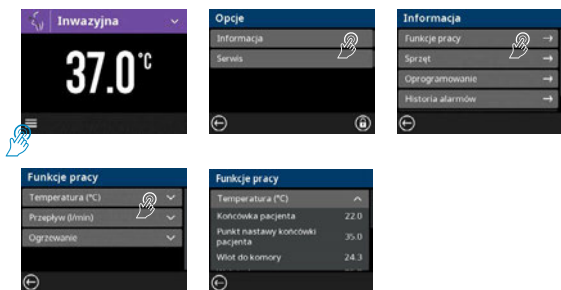 Inwazyjna
37.0°C
Opcje
Informacja
Serwis
Informacja
Funkcje pracy
Sprzęt
Oprogramowanie
Historia alarmów
Funkcje pracy
Temperatura (°C)
Przepływ (l/min)
Ogrzewanie
Funkcje pracy
Temperatura (°C)
Końcówka pacjenta 22.0
Punkt nastawy końcówki
pacjenta 35.0
Wlot do komory 24.3